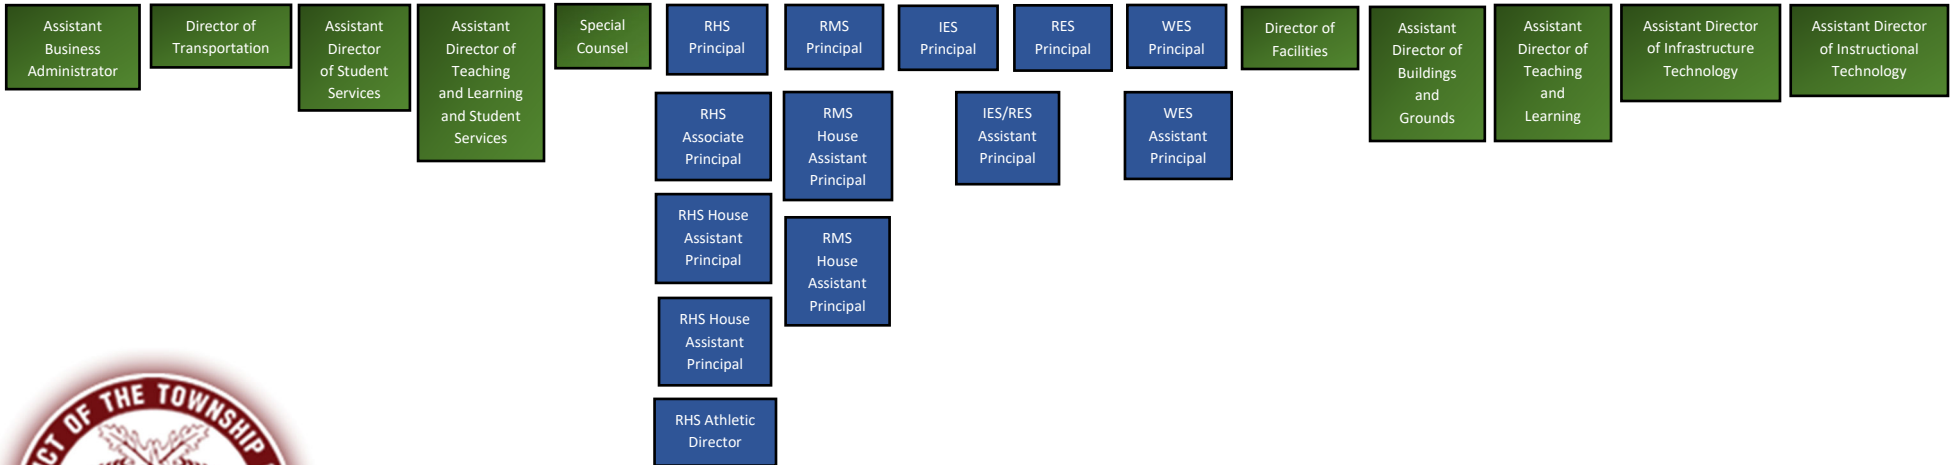 Assistant
Business
Administrator
Director of
Transportation
Assistant
Director
of Student
Services
Assistant
Director of
Teaching
and Learning
and Student
Services
Special
Counsel
RHS
Principal
RMS
Principal
IES
Principal
RES
Principal
WES
Principal
Director of
Facilities
Assistant
Director of
Buildings
and
Grounds
Assistant
Director of
Teaching
and
Learning
Assistant Director
of Infrastructure
Technology
Assistant Director
of Instructional
Technology
RHS
Associate
Principal
RMS
House
Assistant
Principal
IES/RES
Assistant
Principal
WES
Assistant
Principal
RHS House
Assistant
Principal
RMS
House
Assistant
Principal
RHS House
Assistant
Principal
RHS Athletic
Director
OF THE TOWNSHIP